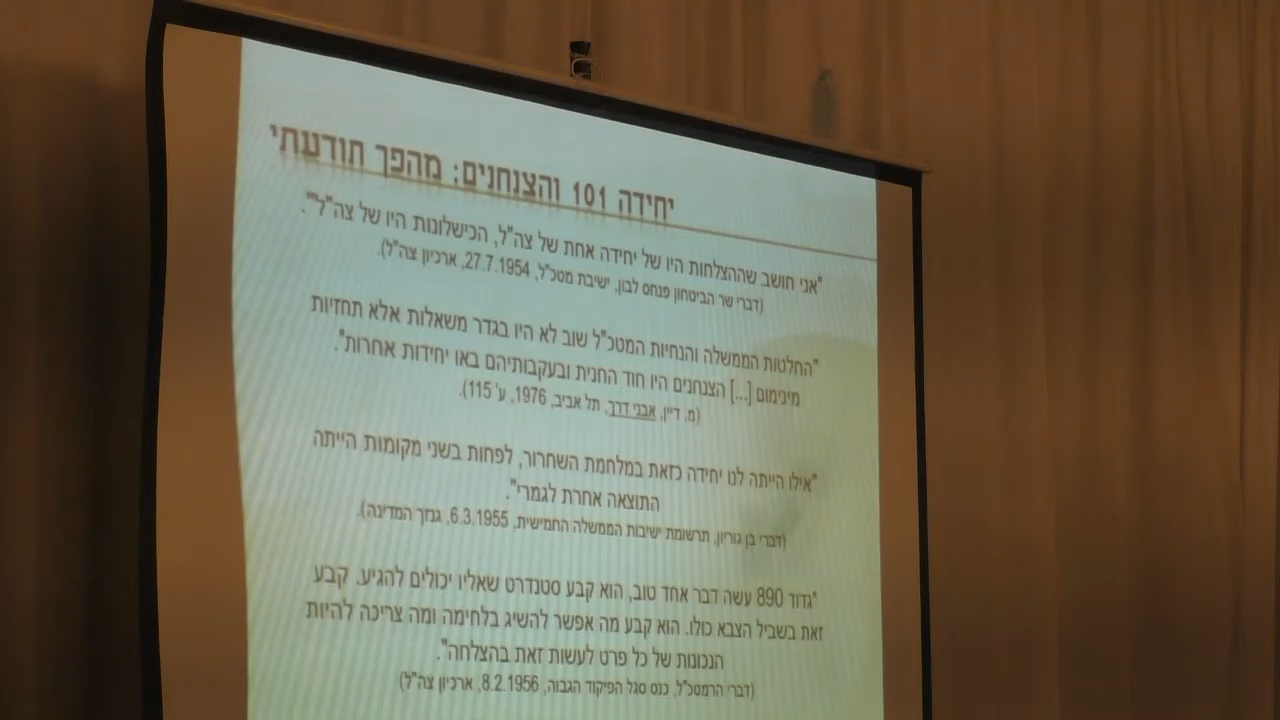 יחידה 101 והצנחנים: מהפך תודעתי
"אני חושב שההצלחות היו של יחידה אחת של צה"ל, הכישלונות היו של צה"ל".
(דברי שר הביטחון פנחס לבון, ישיבת מטכ"ל, 27.7.1954, ארכיון צה"ל).
"החלטות הממשלה והנחיות המטכ"ל שוב לא היו בגדר משאלות אלא תחזיות
מינימום [...] הצנחנים היו חוד החנית ובעקבותיהם באו יחידות אחרות".
(מ. דיין, אבני דרך, תל אביב, 1976, ע' 115).
"אילו הייתה לנו יחידה כזאת במלחמת השחרור, לפחות בשני מקומות הייתה
התוצאה אחרת לגמרי".
(דברי בן גוריון, תרשומת ישיבות הממשלה החמישית, 6.3.1955, גנזך המדינה).
"גדוד 890 עשה דבר אחד טוב, הוא קבע סטנדרט שאליו יכולים להגיע. קבע
זאת בשביל הצבא כולו. הוא קבע מה אפשר להשיג בלחימה ומה צריכה להיות
הנכונות של כל פרט לעשות זאת בהצלחה".
(דברי הרמטכ"ל, כנס סגל הפיקוד הגבוה, 8.2.1956, ארכיון צה"ל)